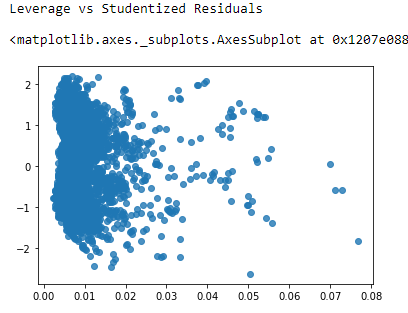 Leverage vs Studentized Residuals
<matplotlib.axes._subplots.AxesSubplot at 0x1207e088
2
1
0
−1
−2
0.00 0.01 0.02 0.03 0.04 0.05 0.06 0.07 0.08